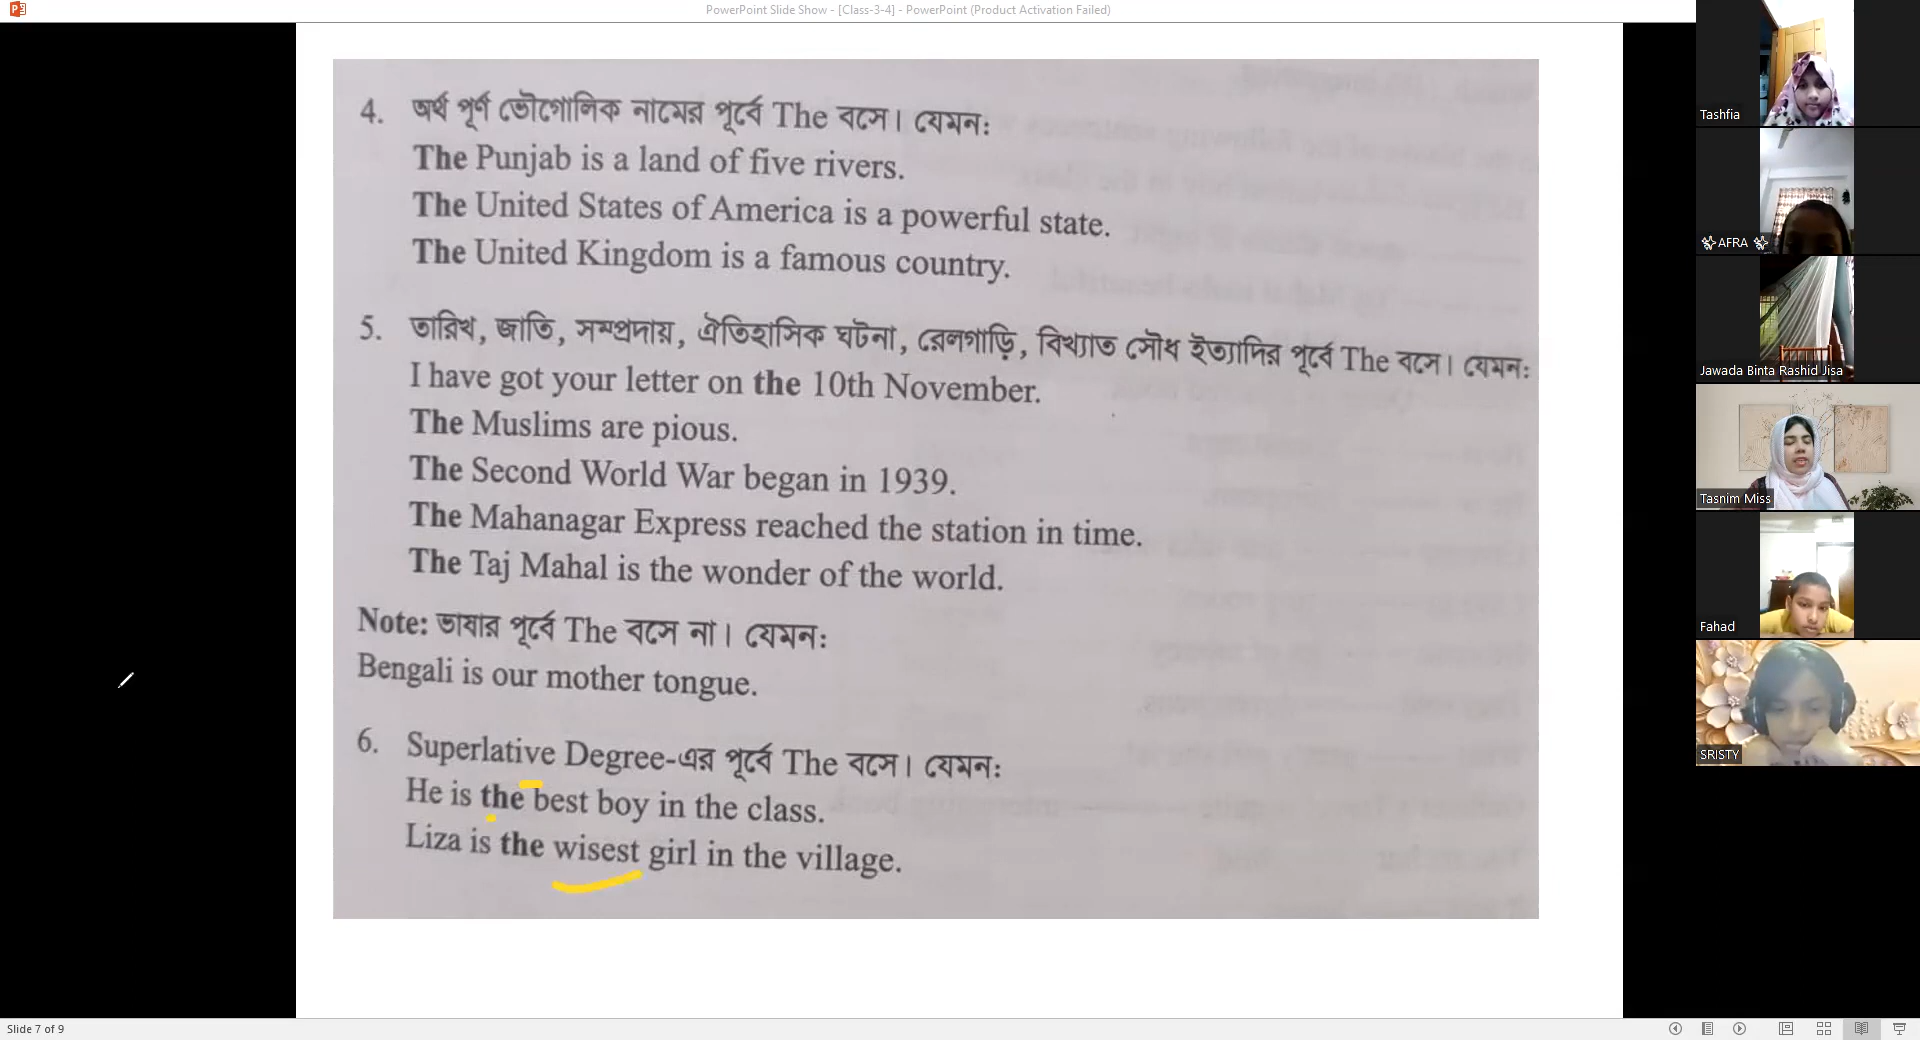 PowerPoint Slide Show - [Class-3-4] - PowerPoint (Product Activation Failed)
4. অর্থ পূর্ণ ভৌগোলিক নামের পূর্বে The বসে। যেমন:
The Punjab is a land of five rivers.
The United States of America is a powerful state.
The United Kingdom is a famous country.
5. তারিখ, জাতি, সম্প্রদায়, ঐতিহাসিক ঘটনা, রেলগাড়ি, বিখ্যাত সৌধ ইত্যাদির পূর্বে The বসে। যেমন:
I have got your letter on the 10th November.
The Muslims are pious.
The Second World War began in 1939.
The Mahanagar Express reached the station in time.
The Taj Mahal is the wonder of the world.
Note: ভাষার পূর্বে The বসে না। যেমন:
Bengali is our mother tongue.
6. Superlative Degree-এর পূর্বে The বসে। যেমন:
He is the best boy in the class.
Liza is the wisest girl in the village.
Tashfia
AFRA
Jawada Binta Rashid Jisa
Tasnim Miss
Fahad
SRISTY
Slide 7 of 9